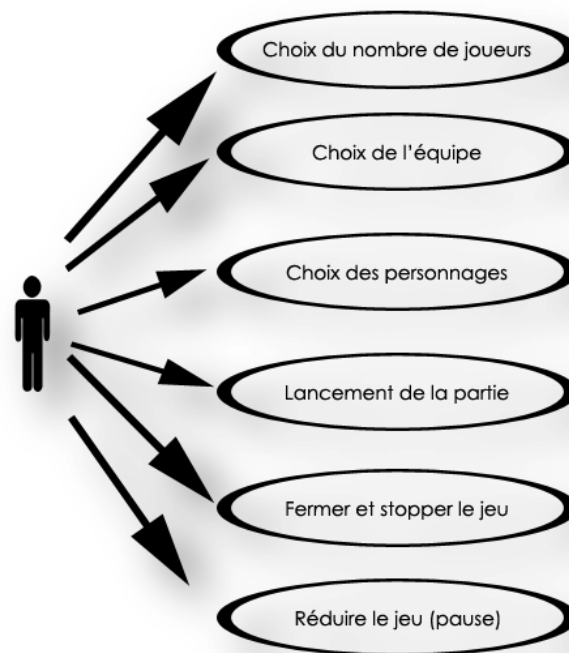 Choix du nombre de joueurs
Choix de l'équipe
Choix des personnages
Lancement de la partie
Fermer et stopper le jeu
Réduire le jeu (pause)